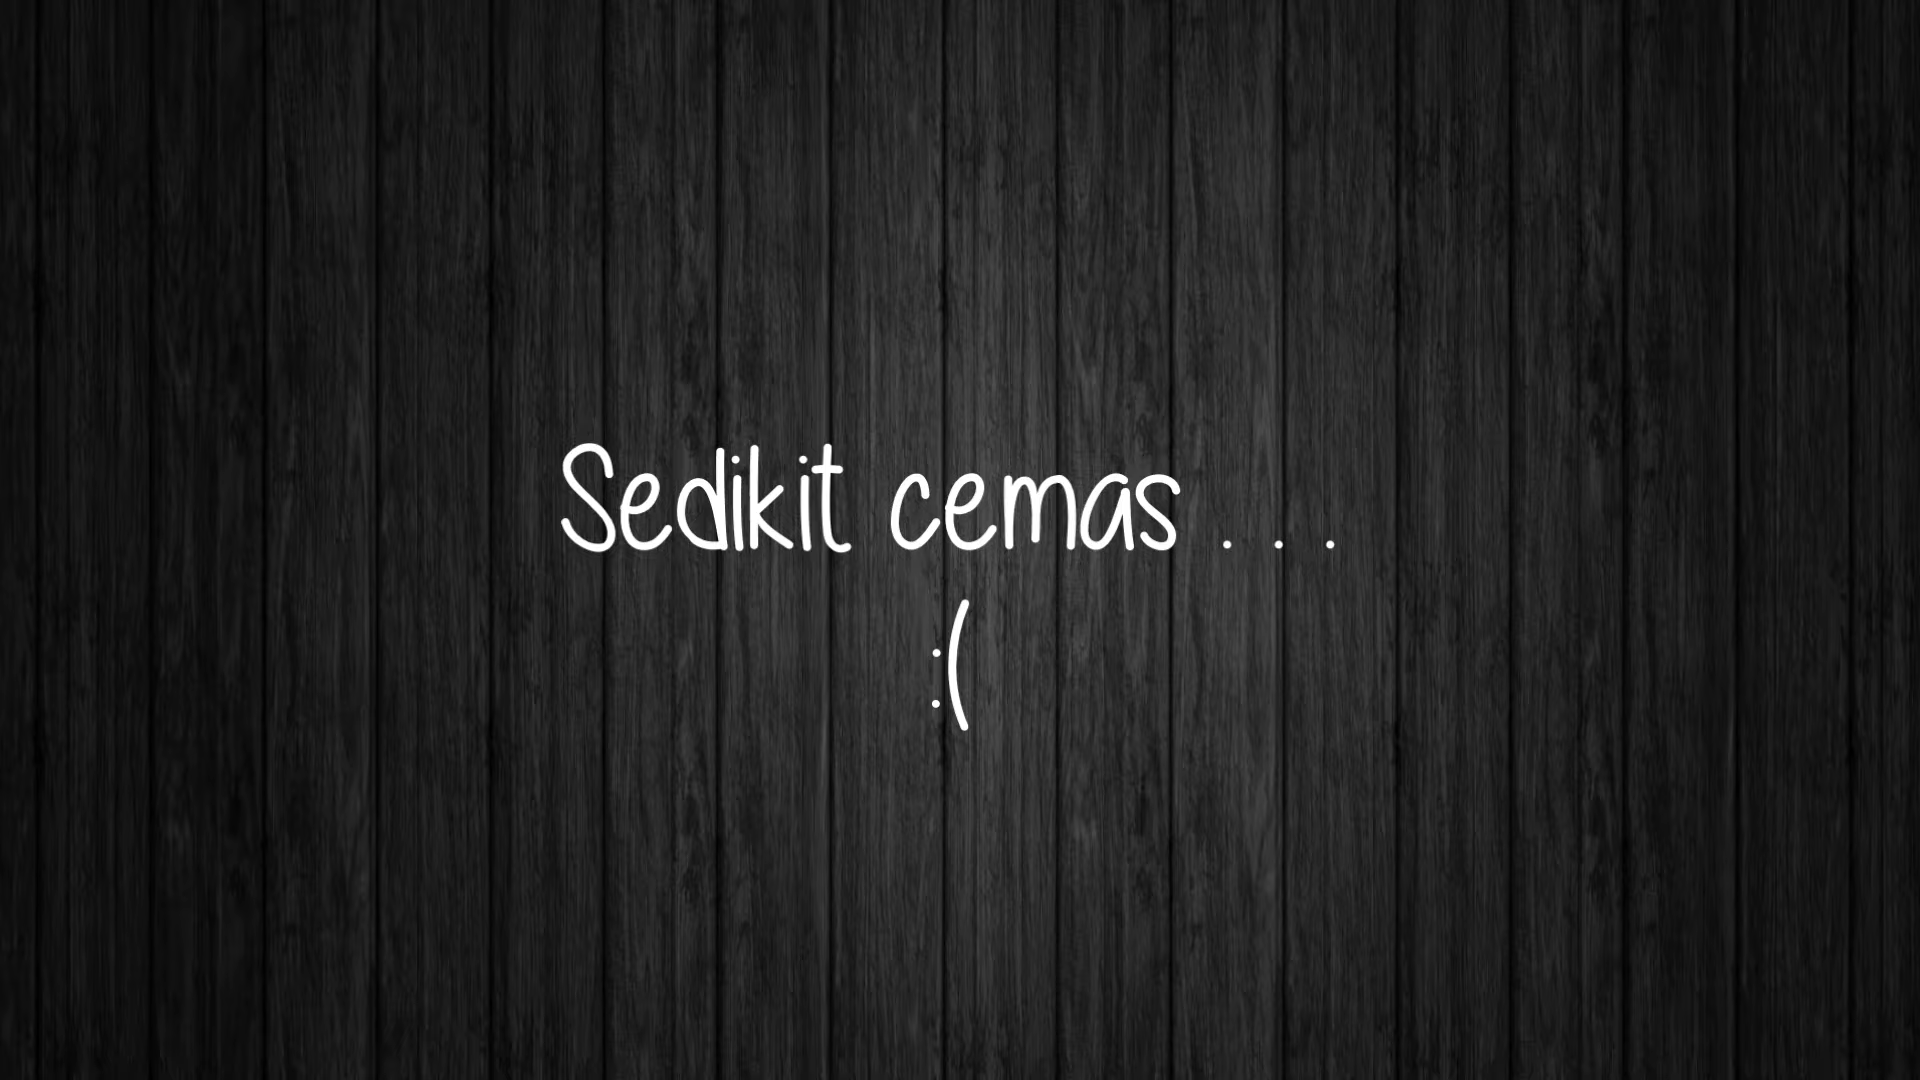 Sedikit cemas . . .
:(